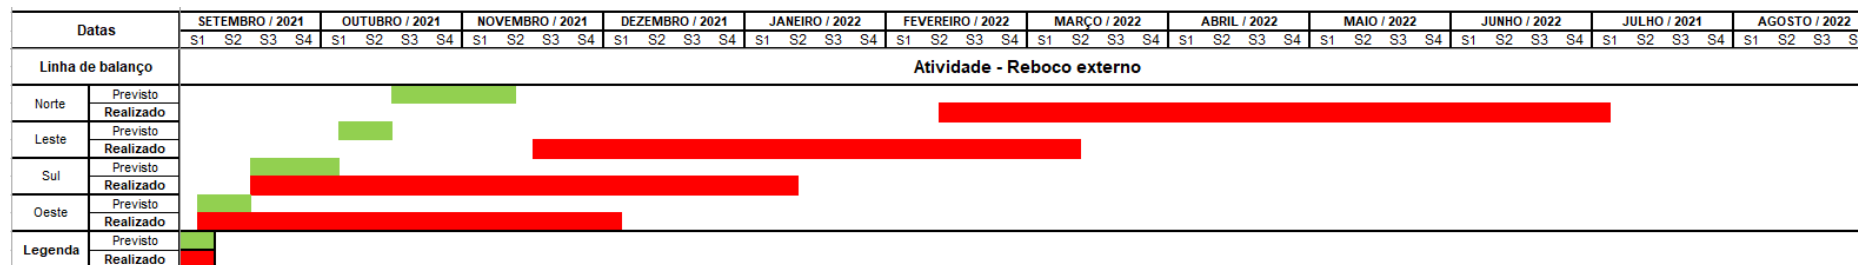 Datas SETEMBRO / 2021 OUTUBRO / 2021 NOVEMBRO / 2021 DEZEMBRO / 2021 JANEIRO / 2022 FEVEREIRO / 2022 MARÇO / 2022 ABRIL / 2022 MAIO / 2022 JUNHO / 2022 JULHO / 2021 AGOSTO / 2022
S1 S2 S3 S4 S1 S2 S3 S4 S1 S2 S3 S4 S1 S2 S3 S4 S1 S2 S3 S4 S1 S2 S3 S4 S1 S2 S3 S4 S1 S2 S3 S4 S1 S2 S3 S4 S1 S2 S3 S4 S1 S2 S3 S4 S1 S2 S3 S
Linha de balanço Atividade - Reboco externo
Norte Previsto
Realizado
Leste Previsto
Realizado
Sul Previsto
Realizado
Oeste Previsto
Realizado
Legenda Previsto
Realizado